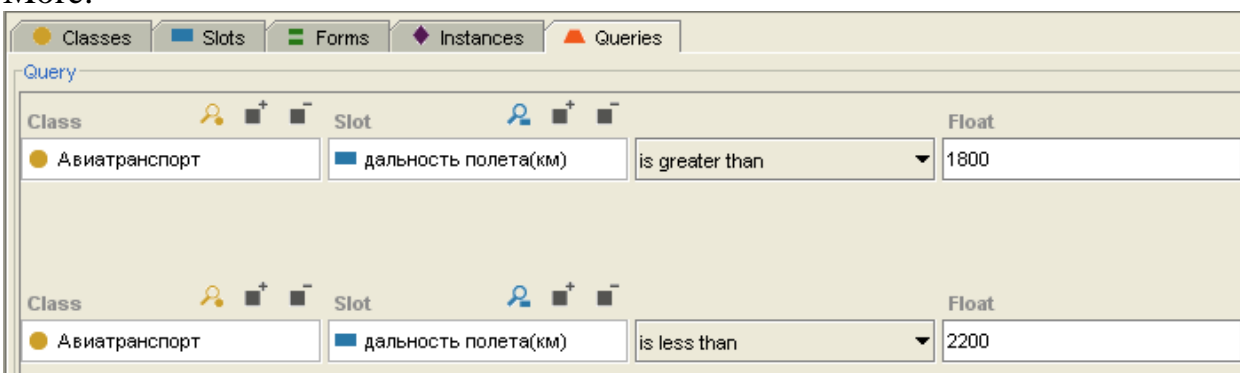 More.
Classes Slots Forms Instances Queries
Query
Class Slot Float
Авиатранспорт дальность полета(км) is greater than 1800
Class Slot Float
Авиатранспорт дальность полета(км) is less than 2200